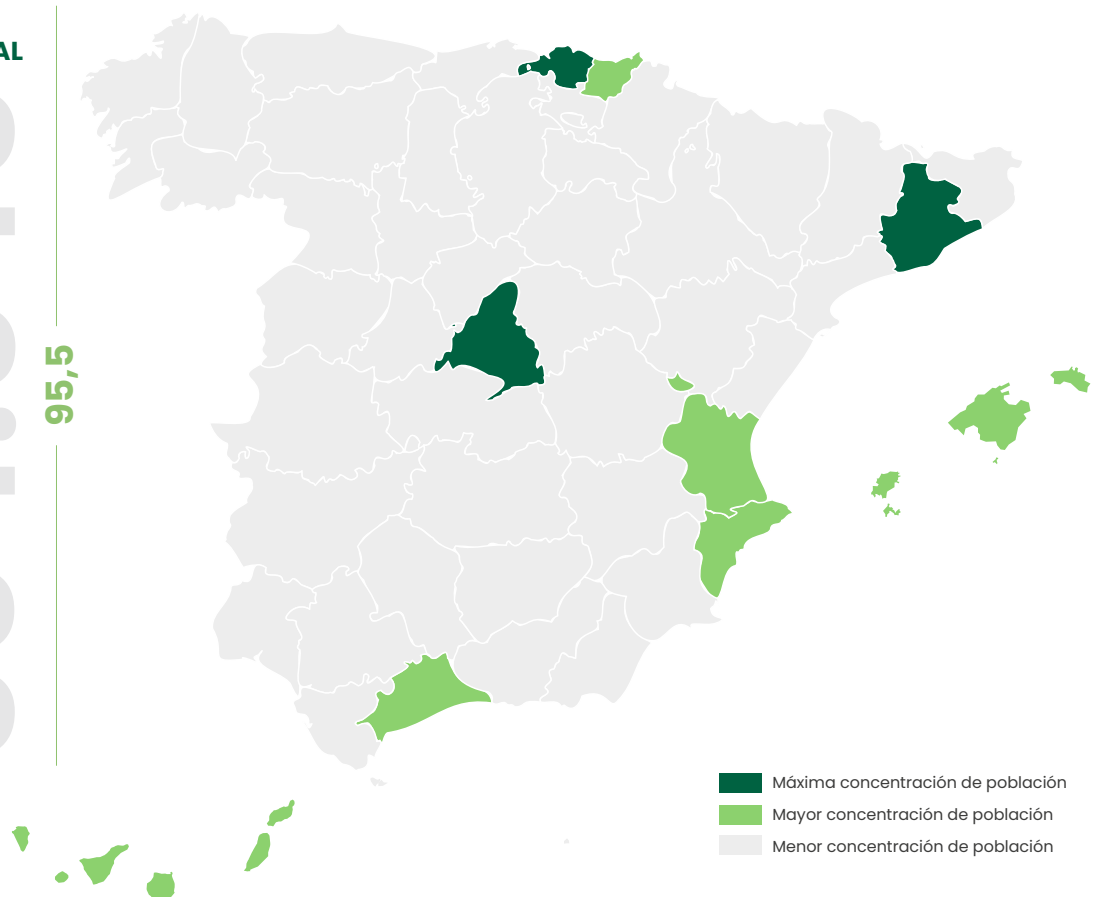 AL
95,5
Máxima concentración de población
Mayor concentración de población
Menor concentración de población